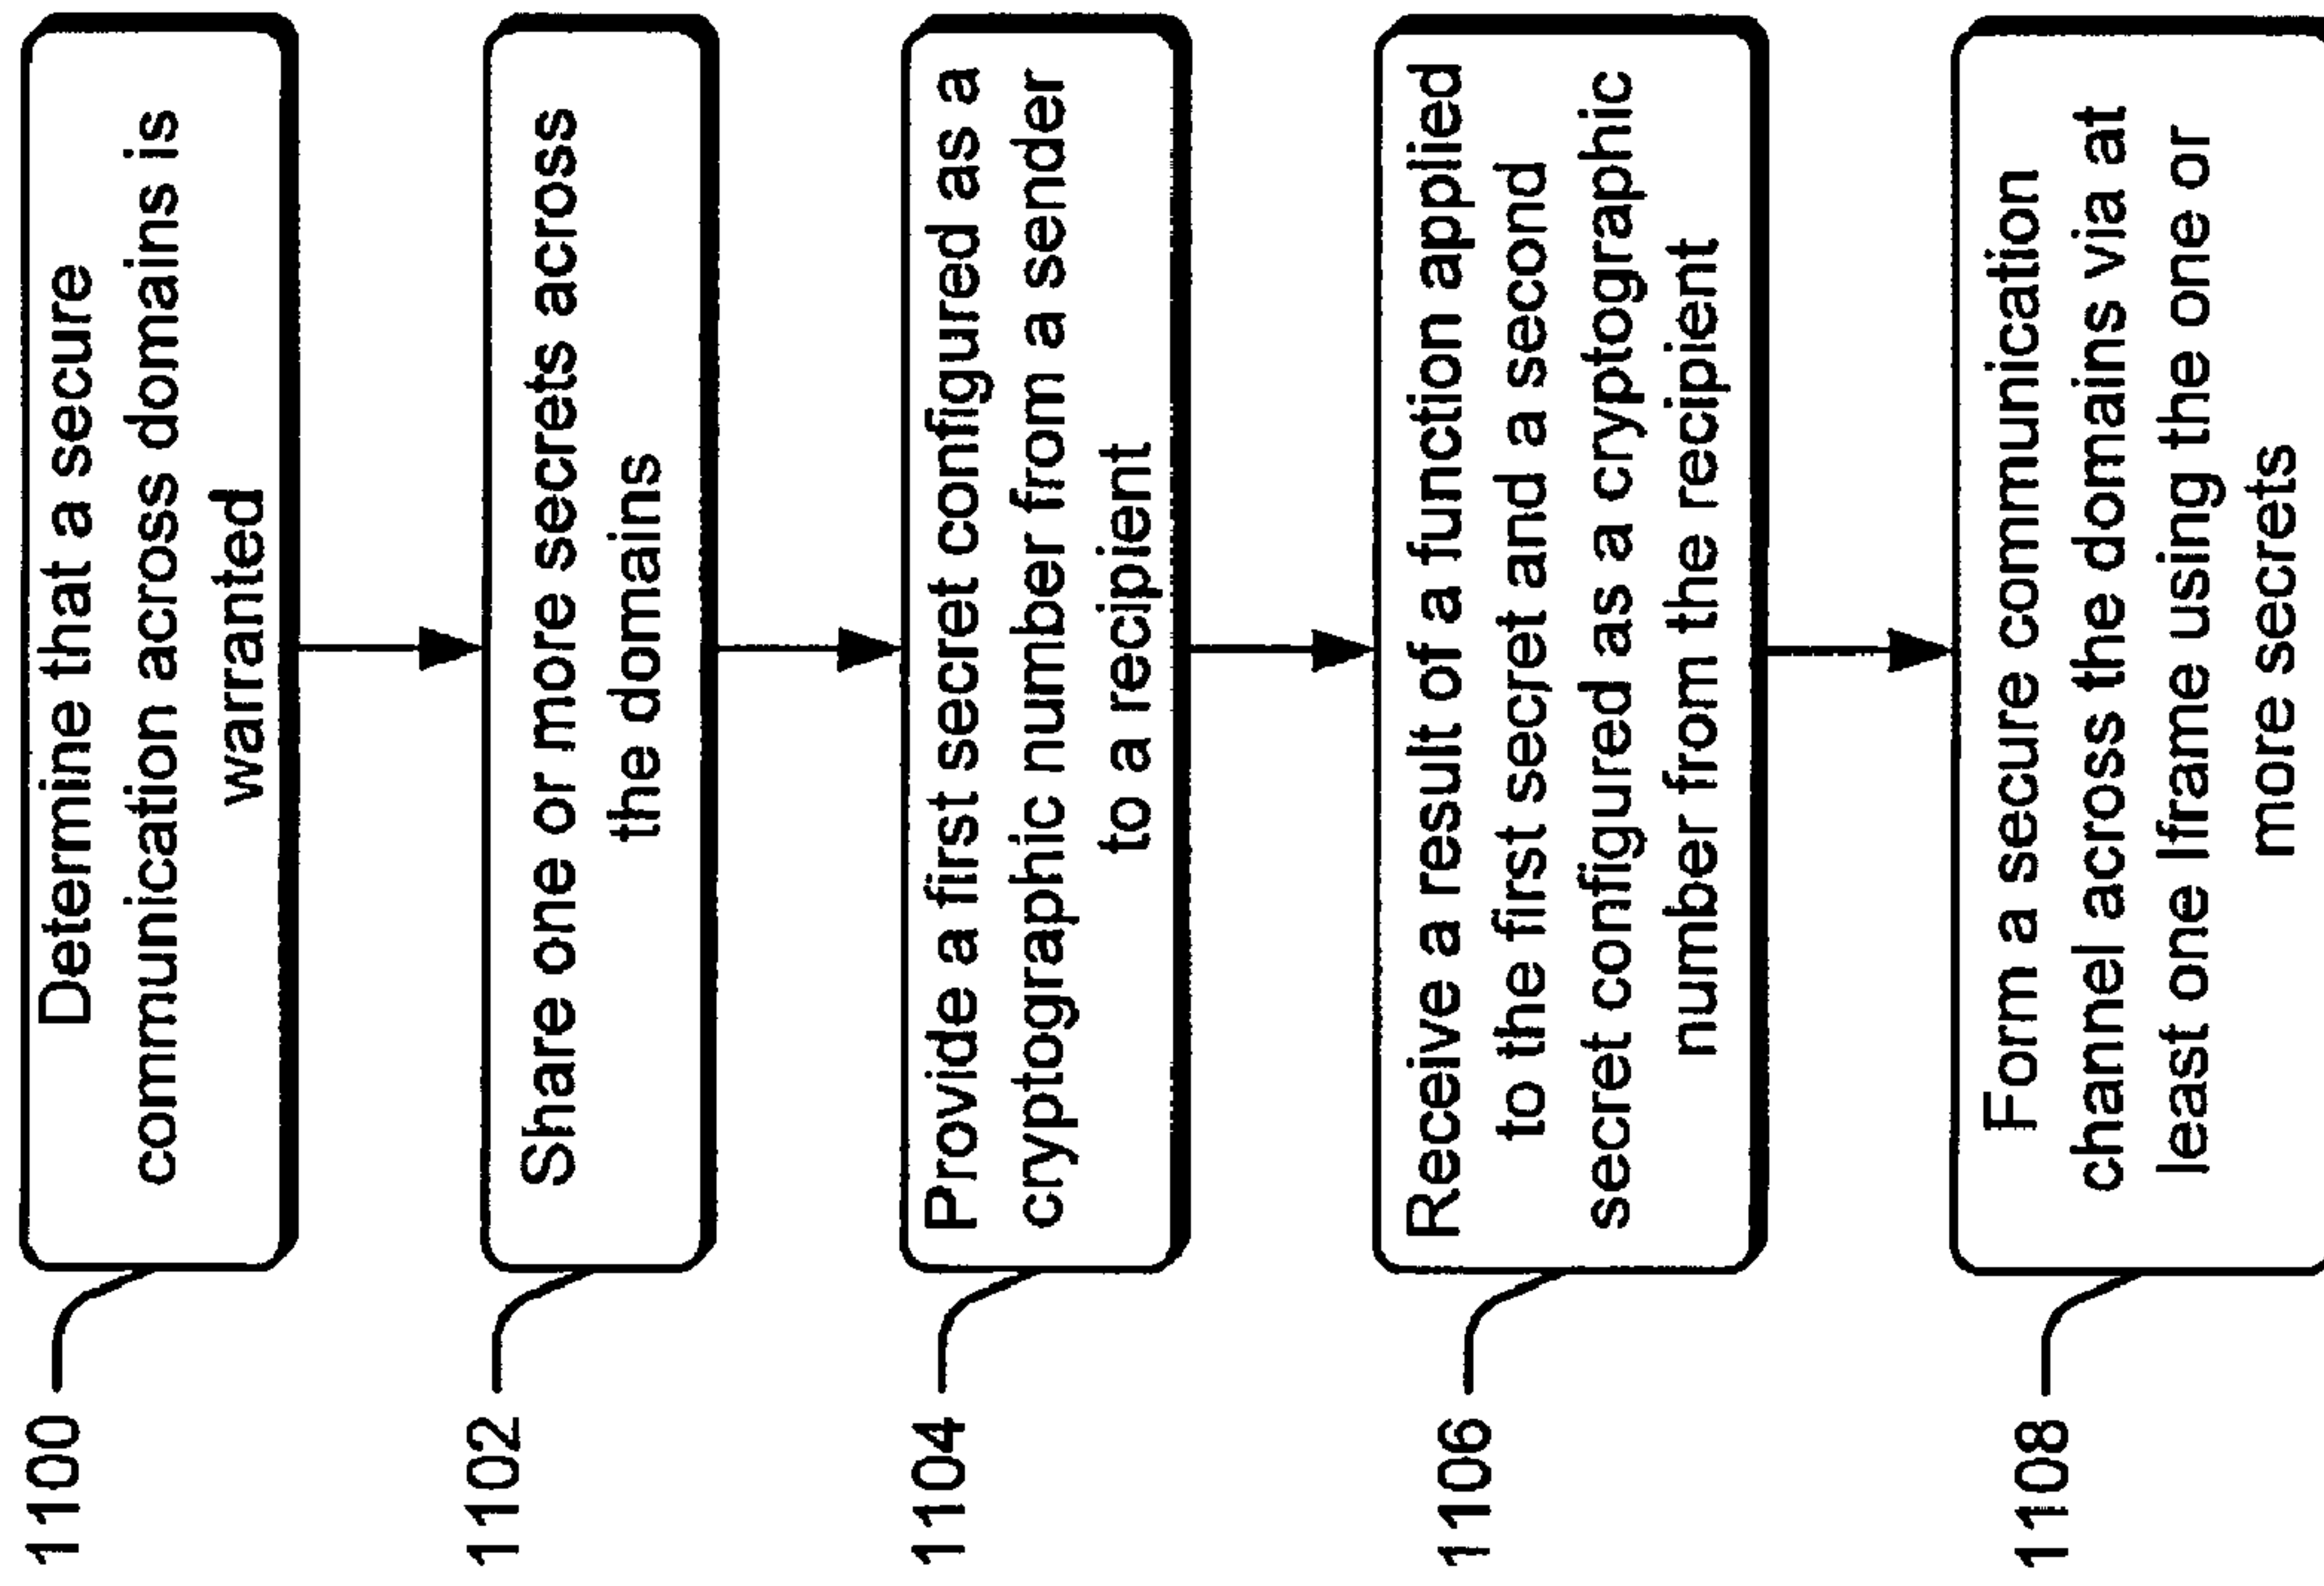 1100
Determine that a secure
communication across domains is
warranted
1102
Share one or more secrets across
the domains
1104
Provide a first secret configured as a
cryptographic number from a sender
to a recipient
1106
Receive a result of a function applied
to the first secret and a second
secret configured as a cryptographic
number from the recipient
1108
Form a secure communication
channel across the domains via at
least one Iframe using the one or
more secrets